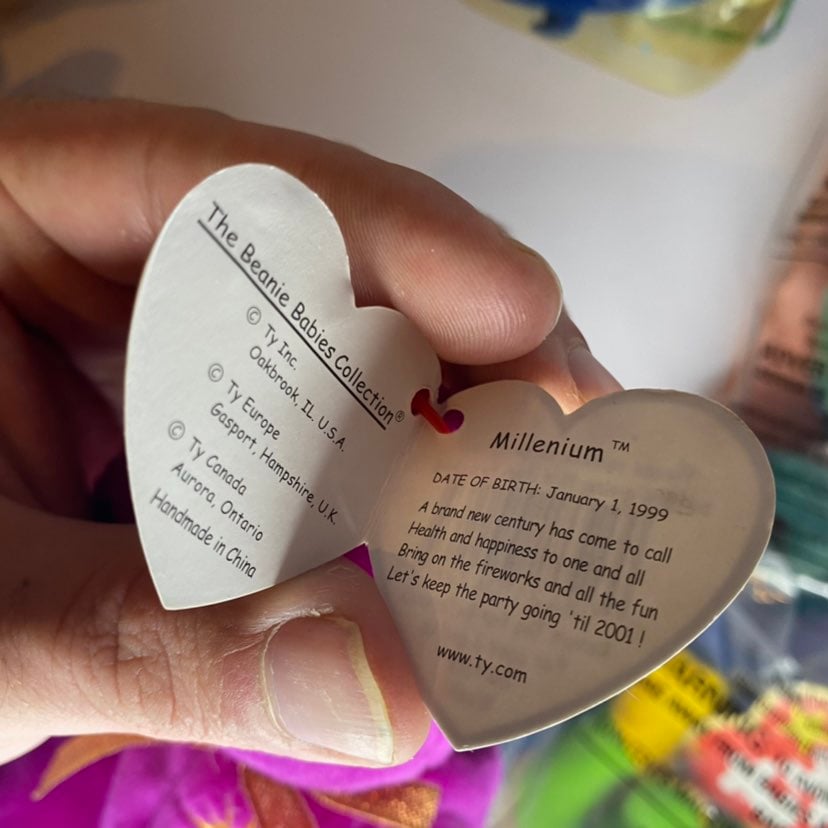 The Beanie Babies Collection®
© Ty Inc.
Oakbrook, IL. U.S.A.
© Ty Europe
Gasport, Hampshire, U.K.
© Ty Canada
Aurora, Ontario
Handmade in China
Millenium ™
DATE OF BIRTH: January 1, 1999
A brand new century has come to call
Health and happiness to one and all
Bring on the fireworks and all the fun
Let's keep the party going 'til 2001 !
www.ty.com